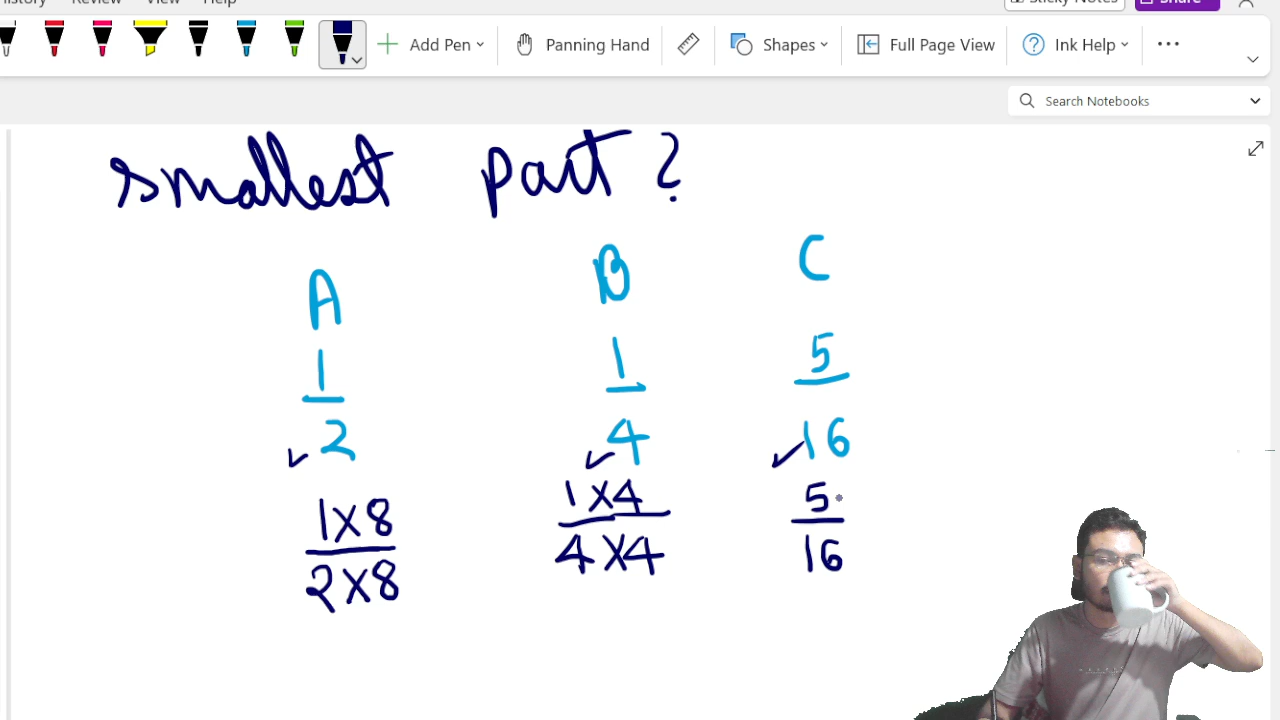 History Review View Help
Sticky Notes Share
Add Pen Panning Hand Shapes Full Page View Ink Help
Search Notebooks
smallest part?
A B C
1/2 1/4 5/16
1X8/2X8 1X4/4X4 5/16